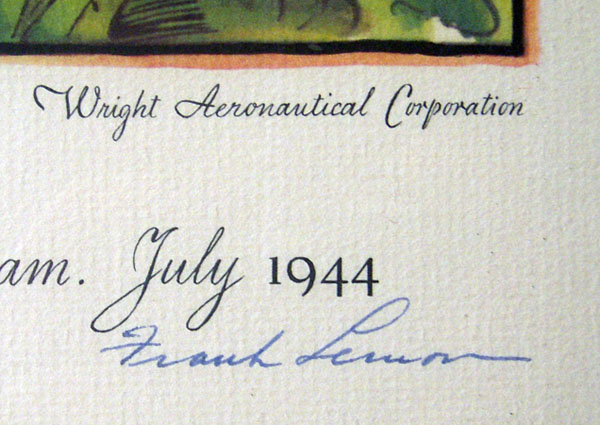 Wright Aeronautical Corporation
am. July 1944
Frank Lemon